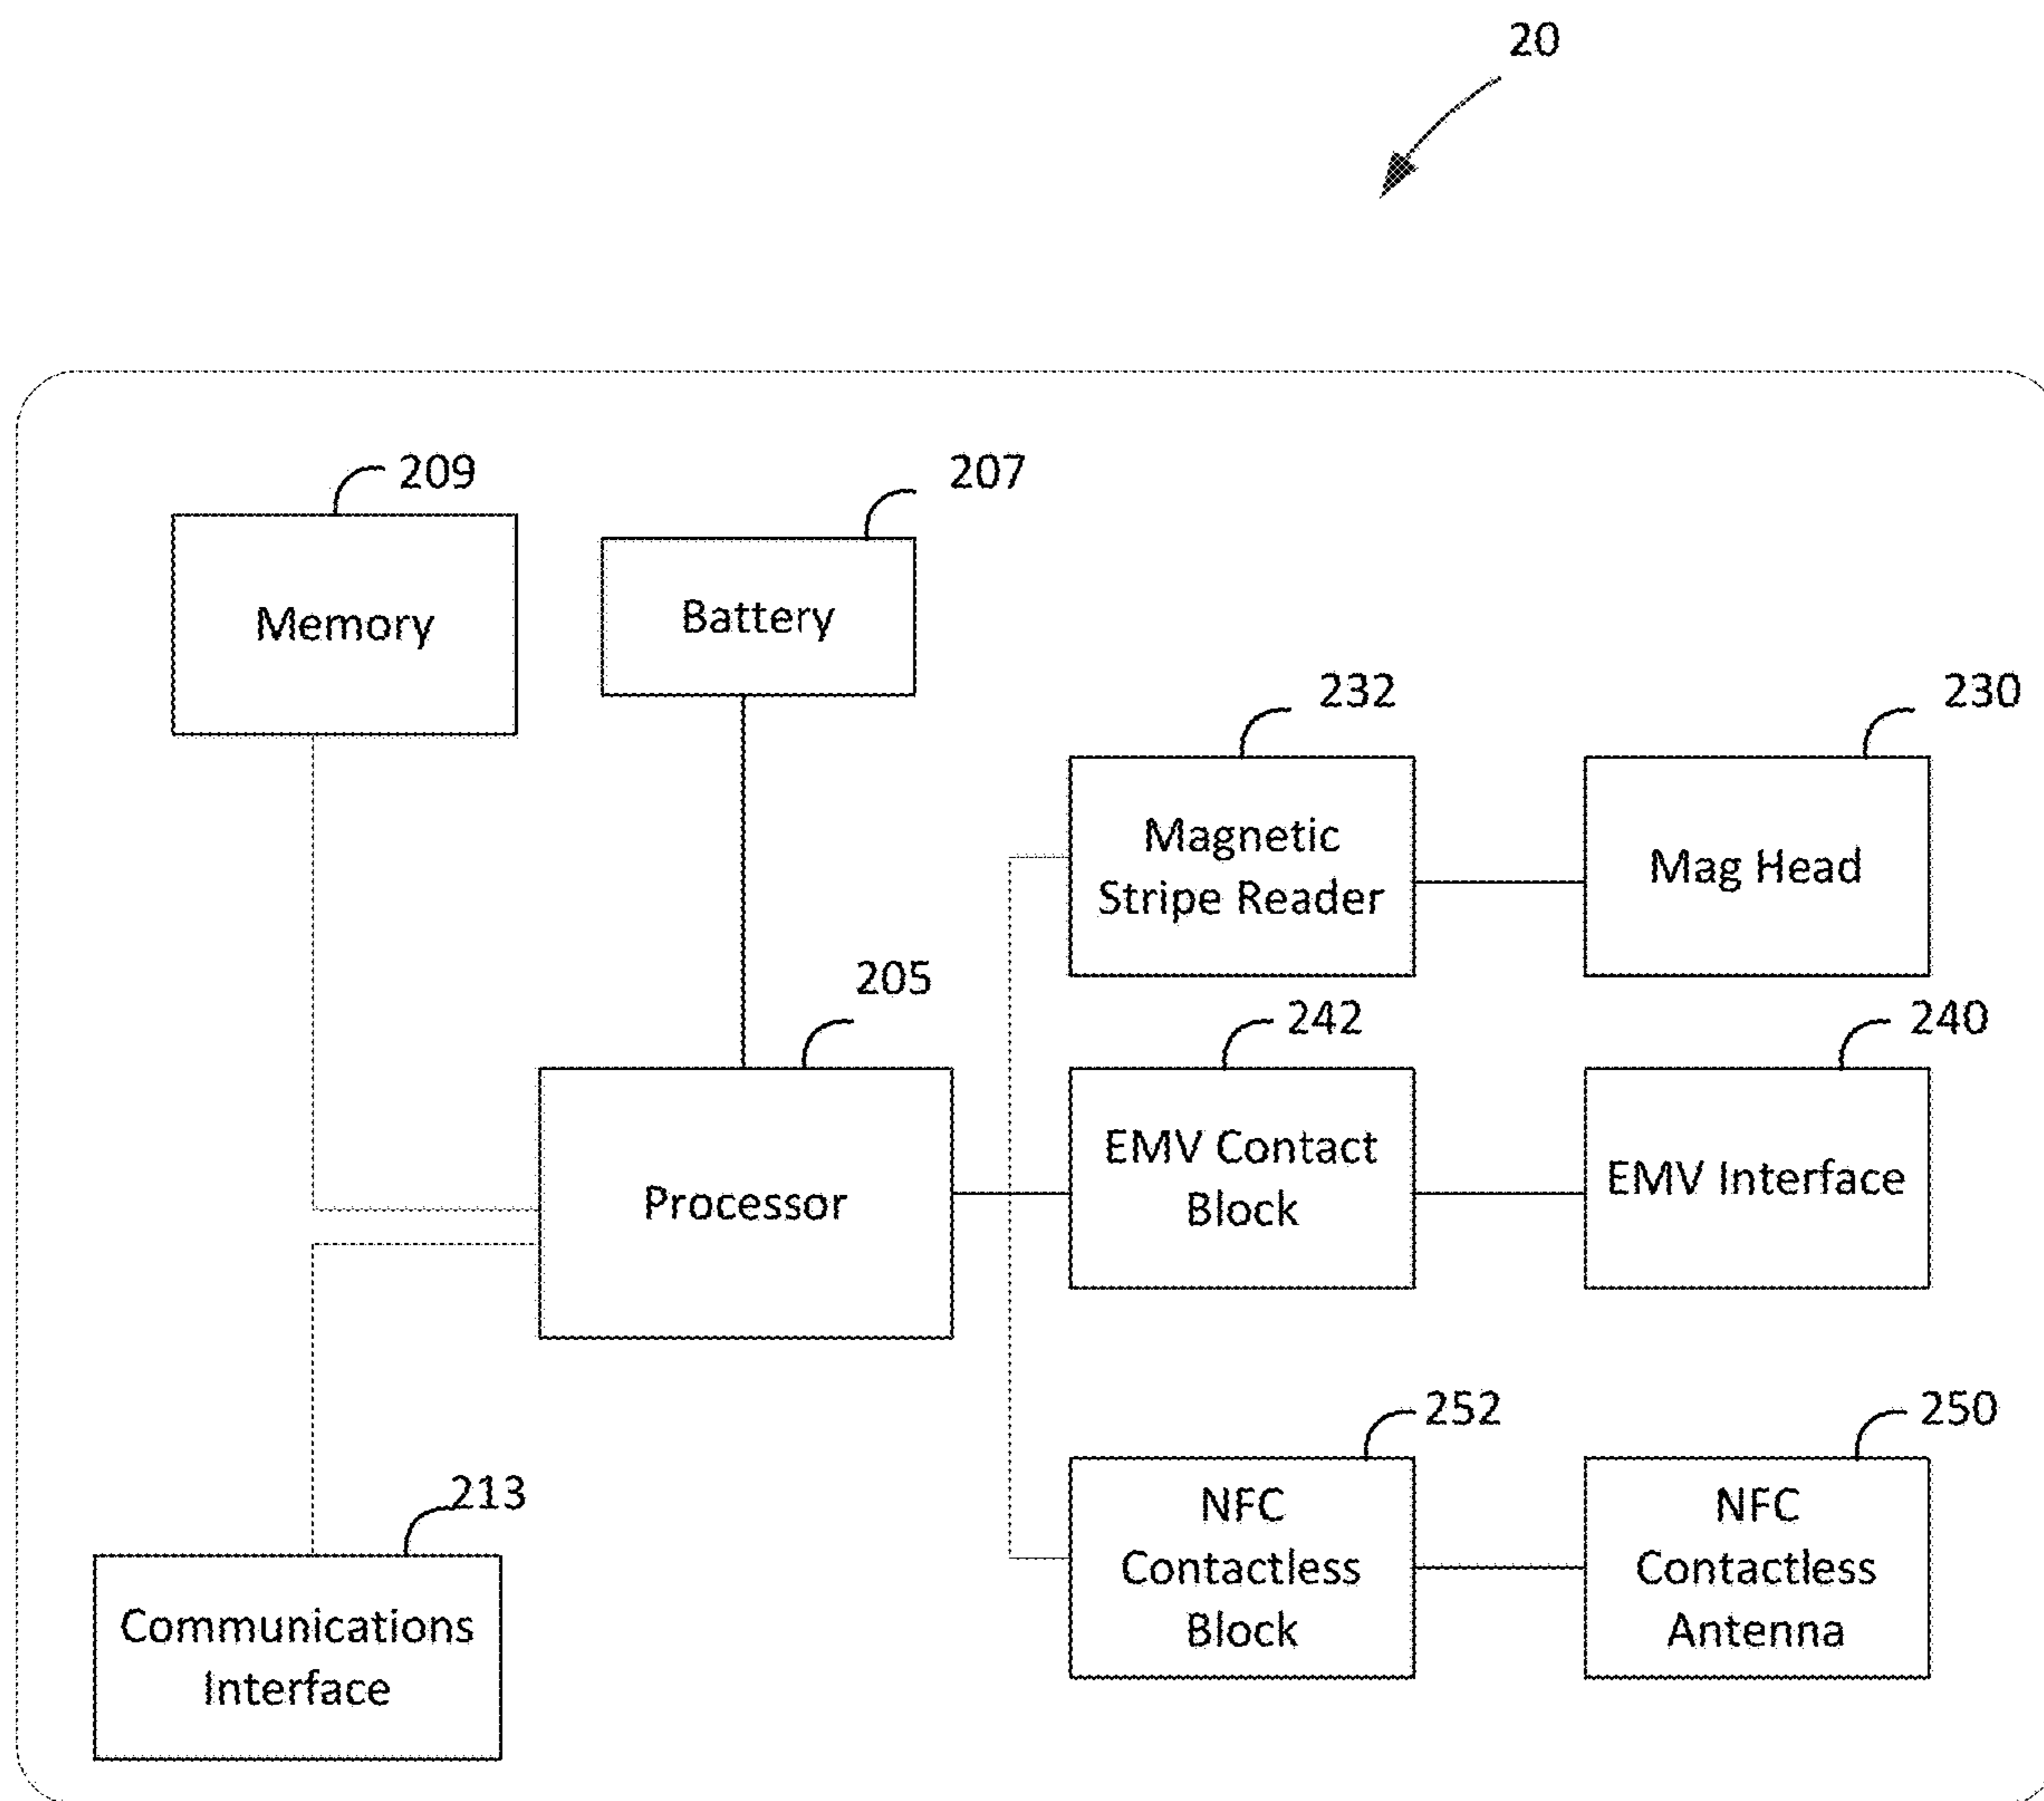 20
209
207
Memory
Battery
232
230
Magnetic
Stripe Reader
Mag Head
205
242
240
Processor
EMV Contact
Block
EMV Interface
252
250
NFC
Contactless
Block
NFC
Contactless
Antenna
213
Communications
Interface